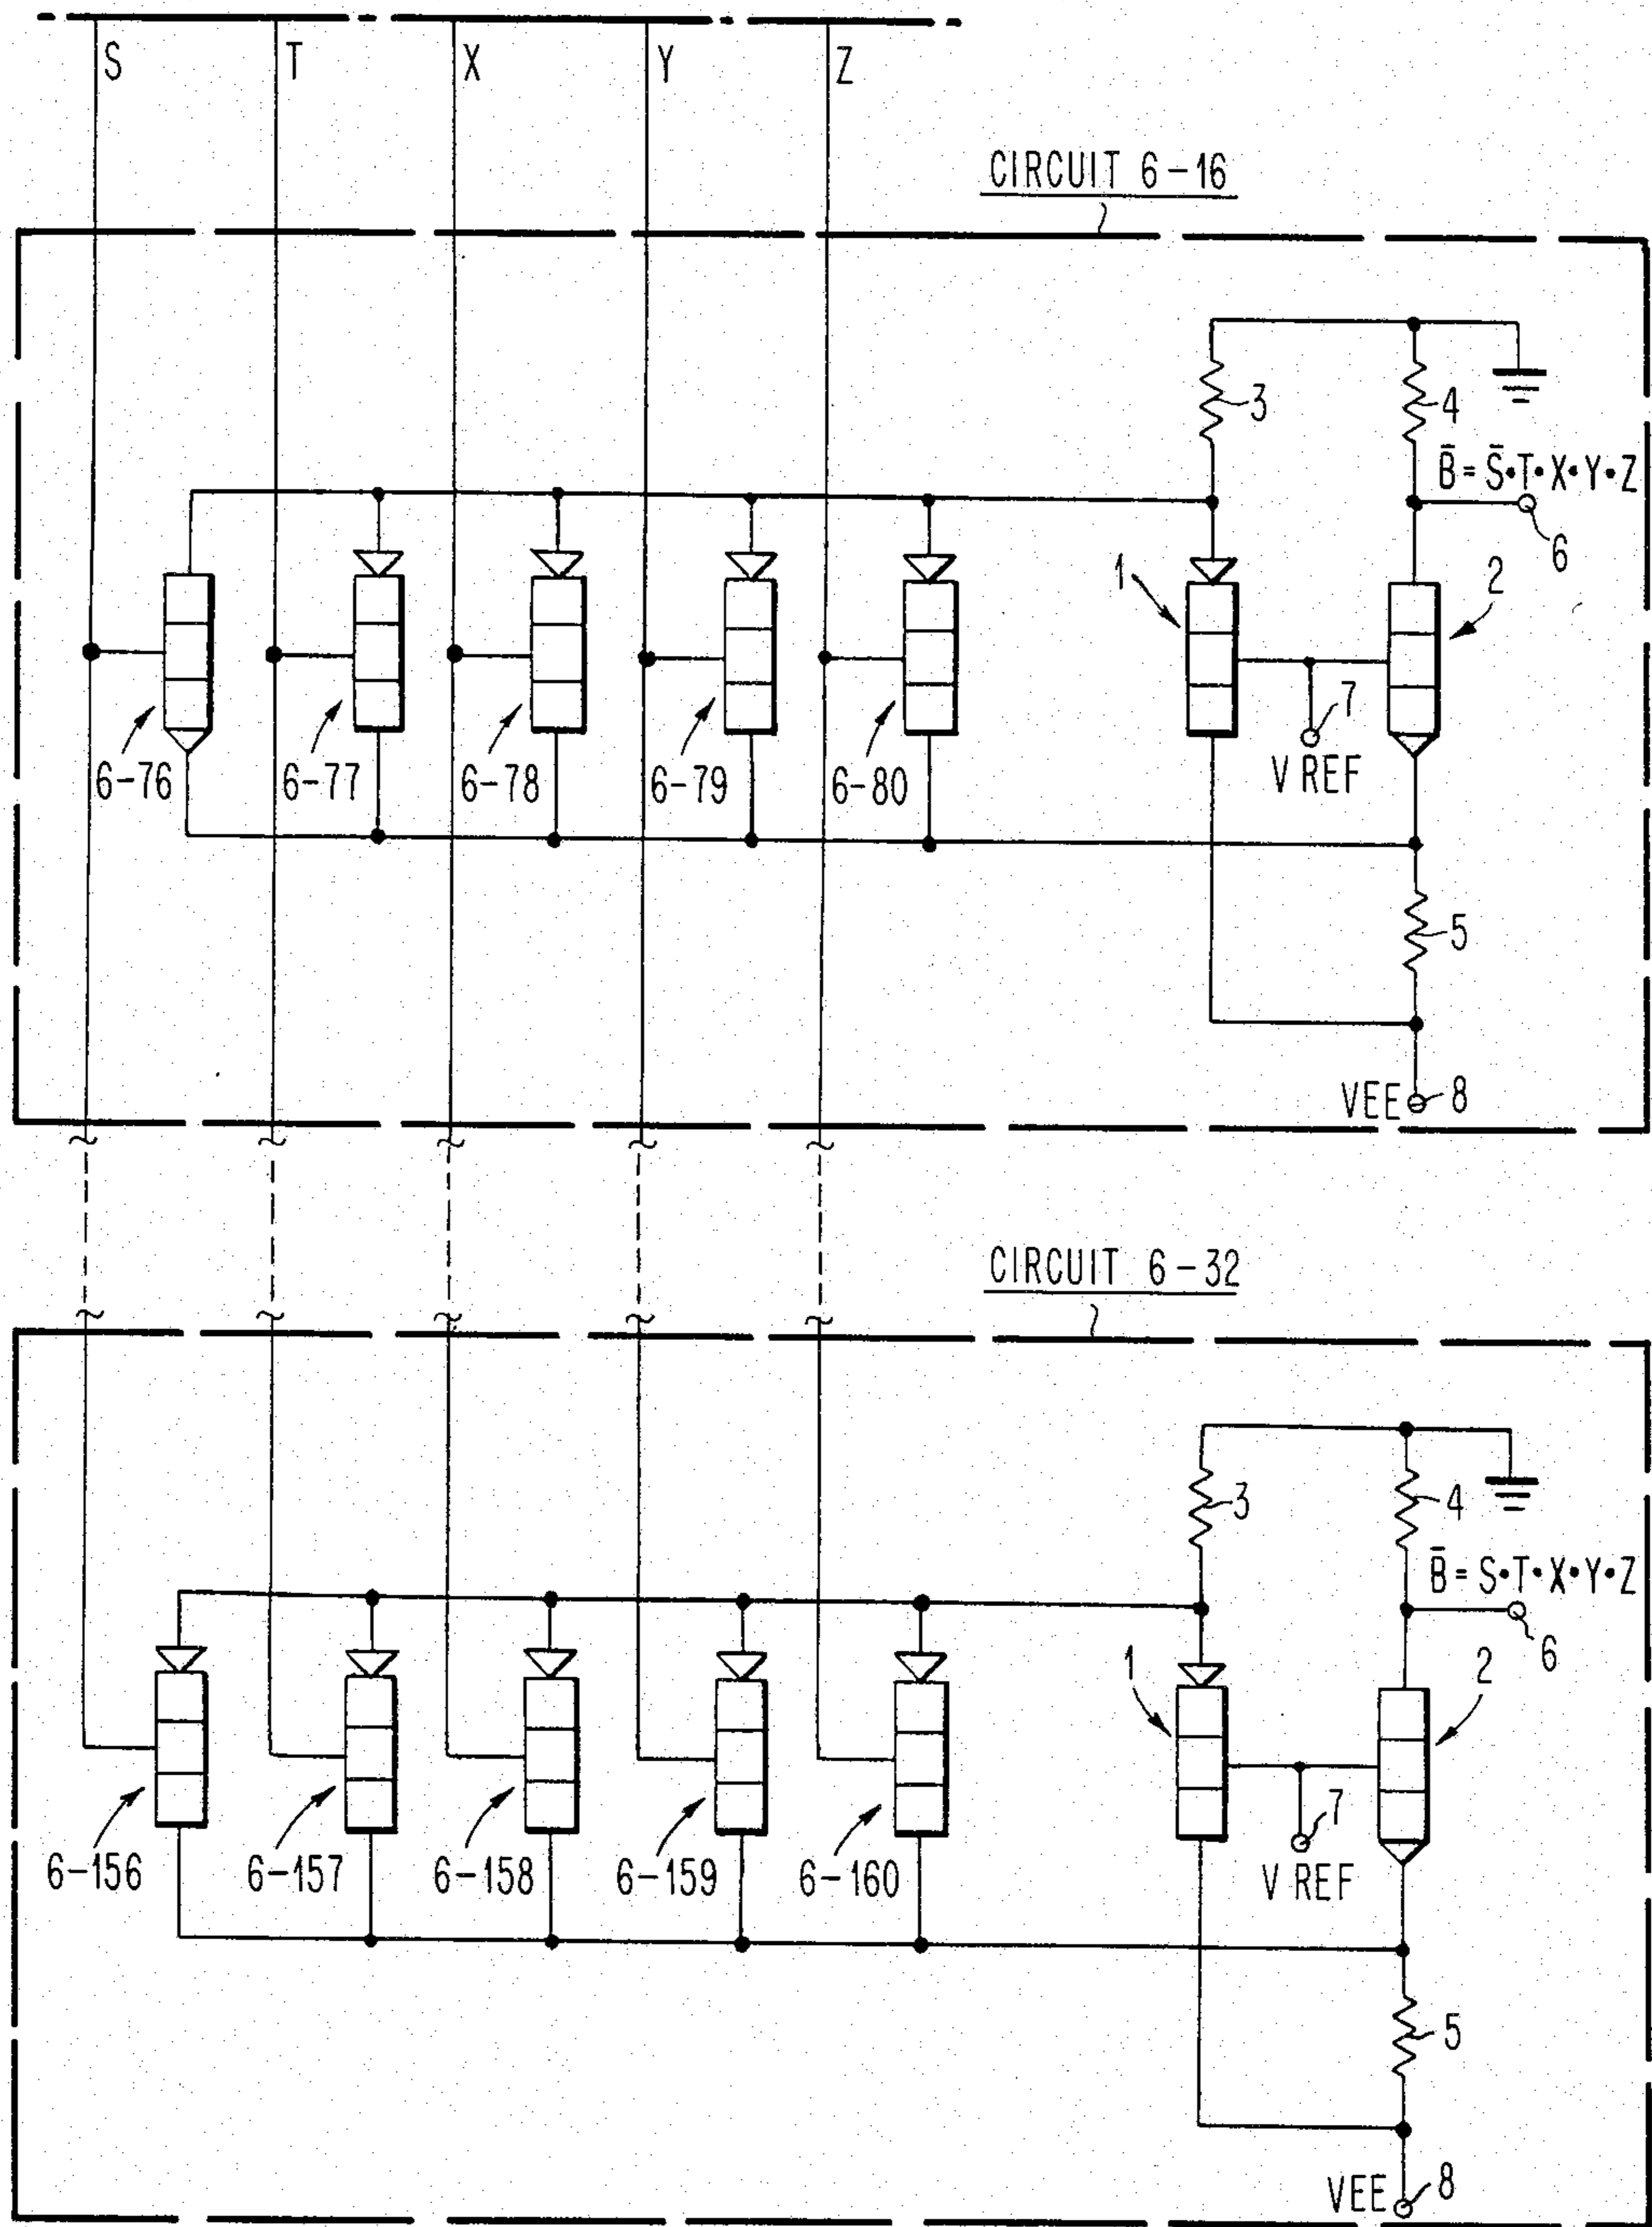 S T X Y Z
CIRCUIT 6-16
3 4
B̄ = S̄•T•X•Y•Z
6
1 2
7
V REF
6-76 6-77 6-78 6-79 6-80
5
VEE 8
CIRCUIT 6-32
3 4
B̄ = S•T•X•Y•Z
6
1 2
7
V REF
6-156 6-157 6-158 6-159 6-160
5
VEE 8